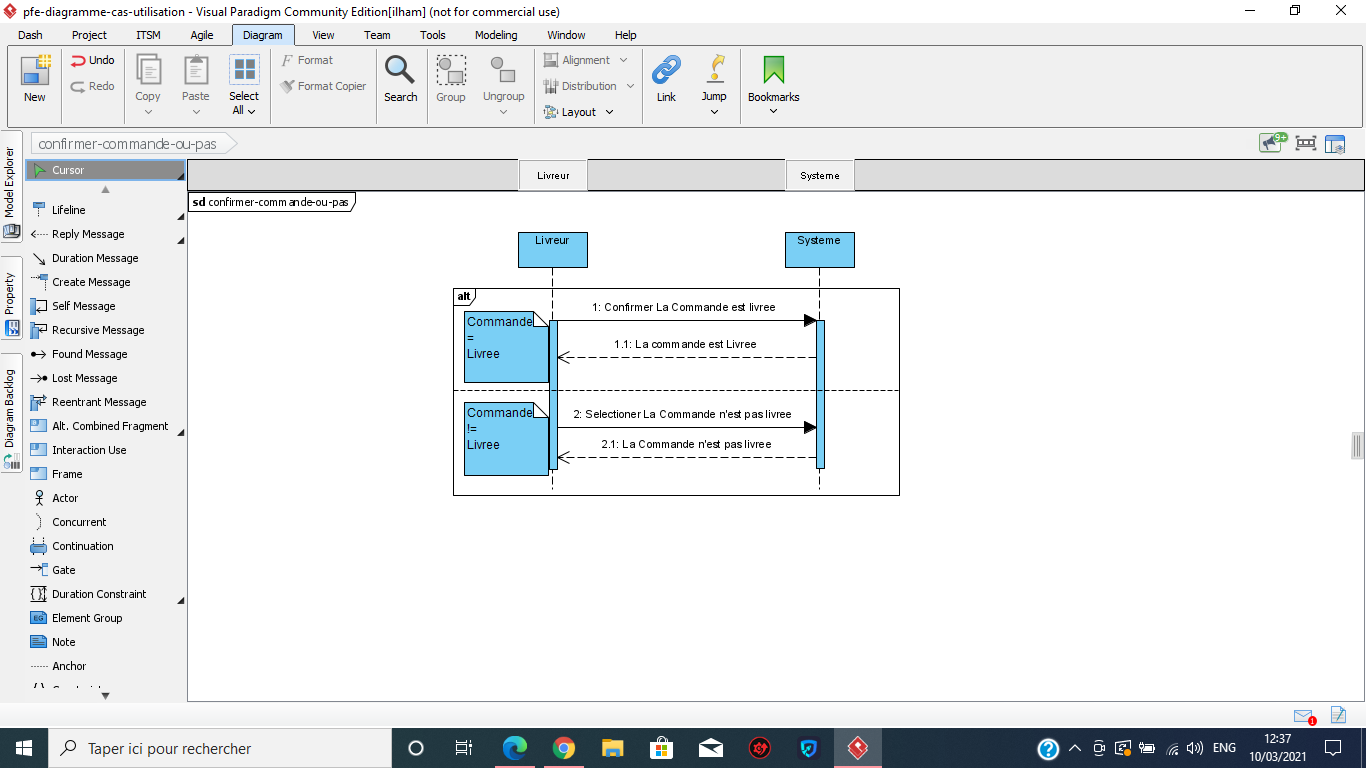 pfe-diagramme-cas-utilisation - Visual Paradigm Community Edition[ilham] (not for commercial use)
Dash Project ITSM Agile Diagram View Team Tools Modeling Window Help
New
Undo
Redo
Copy
Paste
Select
All
Format
Format Copier
Search
Group
Ungroup
Alignment
Distribution
Layout
Link
Jump
Bookmarks
confirmer-commande-ou-pas
9+
Model Explorer
Property
Diagram Backlog
Cursor
Lifeline
Reply Message
Duration Message
Create Message
Self Message
Recursive Message
Found Message
Lost Message
Reentrant Message
Alt. Combined Fragment
Interaction Use
Frame
Actor
Concurrent
Continuation
Gate
Duration Constraint
EG Element Group
Note
Anchor
Livreur Systeme
sd confirmer-commande-ou-pas
Livreur Systeme
alt
1: Confirmer La Commande est livree
Commande
=
Livree
1.1: La commande est Livree
Commande
!=
Livree
2: Selectioner La Commande n'est pas livree
2.1: La Commande n'est pas livree
1
Taper ici pour rechercher
ENG
12:37
10/03/2021